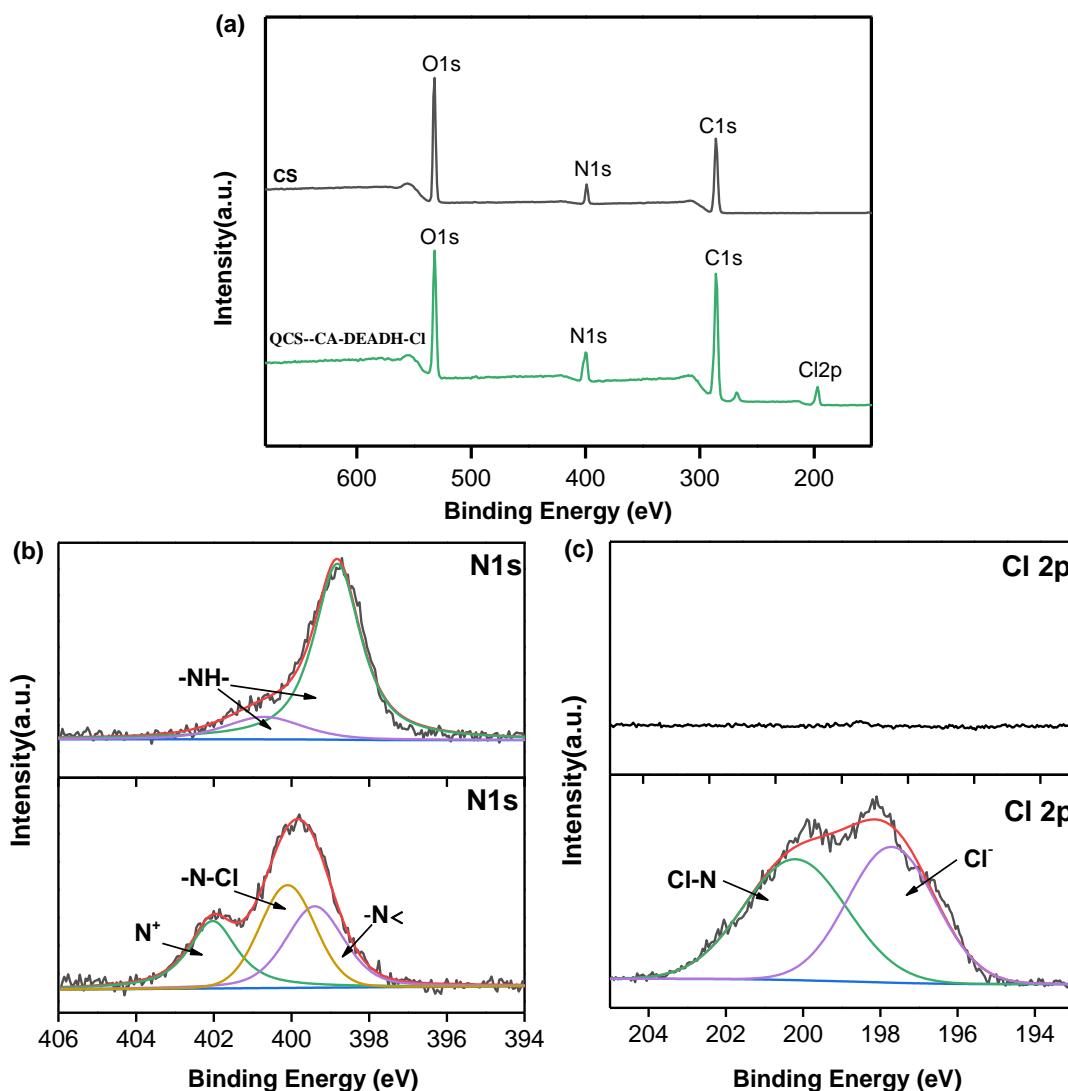 (a)
O1s
C1s
N1s
CS
O1s
C1s
N1s
QCS--CA-DEADH-Cl
Cl2p
Intensity(a.u.)
600 500 400 300 200
Binding Energy (eV)
(b)
N1s
-NH-
N1s
-N-Cl
-N<
N+
Intensity(a.u.)
406 404 402 400 398 396 394
Binding Energy (eV)
(c)
Cl 2p
Cl 2p
Cl-N
Cl-
Intensity(a.u.)
204 202 200 198 196 194
Binding Energy (eV)